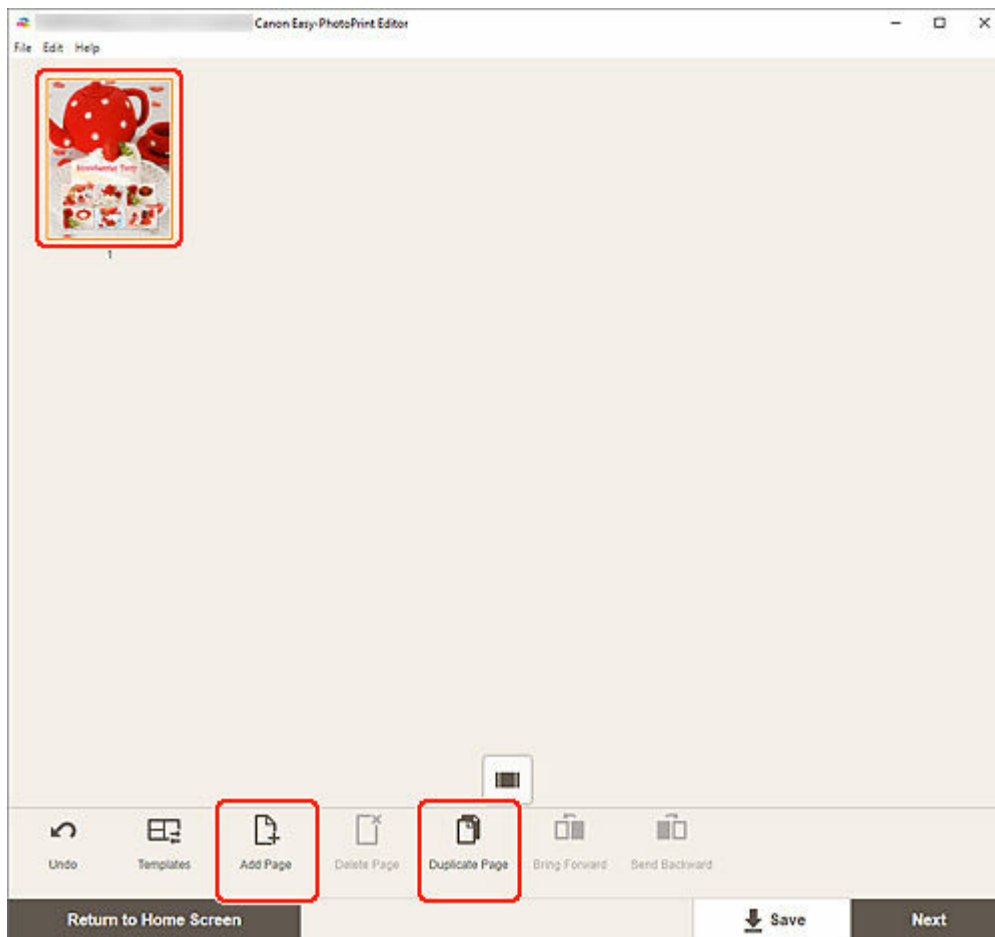 Canon Easy-PhotoPrint Editor
File Edit Help
1
Undo Templates Add Page Delete Page Duplicate Page Bring Forward Send Backward
Return to Home Screen Save Next